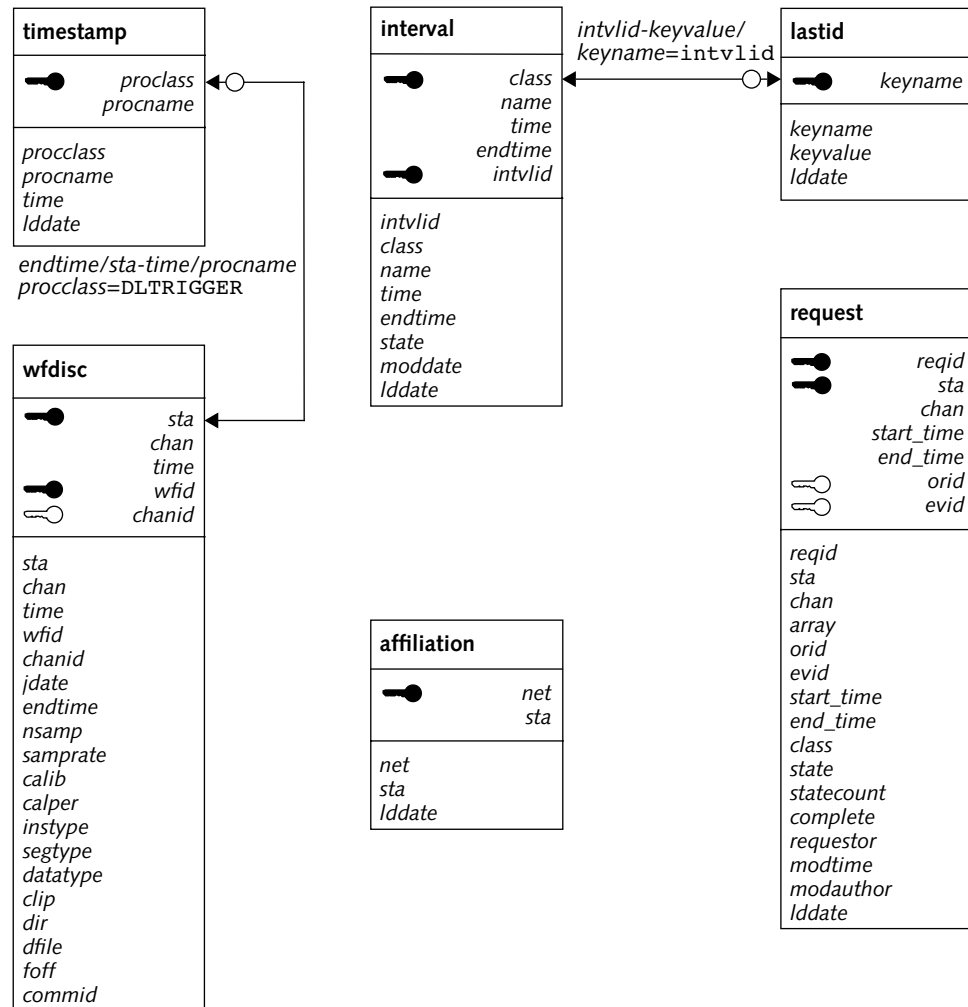 timestamp
proclass
procname
procclass
procname
time
lddate
endtime/sta-time/procname
procclass=DLTRIGGER
wfdisc
sta
chan
time
wfid
chanid
sta
chan
time
wfid
chanid
jdate
endtime
nsamp
samprate
calib
calper
instype
segtype
datatype
clip
dir
dfile
foff
commid
interval
class
name
time
endtime
intvlid
intvlid
class
name
time
endtime
state
moddate
lddate
intvlid-keyvalue/
keyname=intvlid
affiliation
net
sta
net
sta
lddate
lastid
keyname
keyname
keyvalue
lddate
request
reqid
sta
chan
start_time
end_time
orid
evid
reqid
sta
chan
array
orid
evid
start_time
end_time
class
state
statecount
complete
requestor
modtime
modauthor
lddate